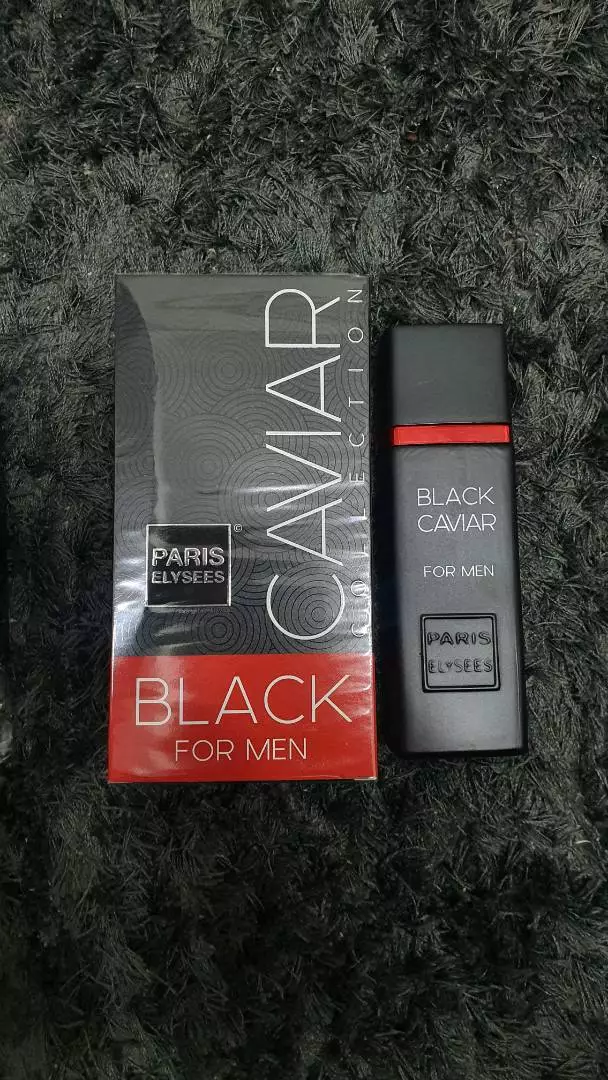 CAVIAR
COLLECTION
©
PARIS
ELYSEES
BLACK
FOR MEN
BLACK
CAVIAR
FOR MEN
PARIS
ELYSEES